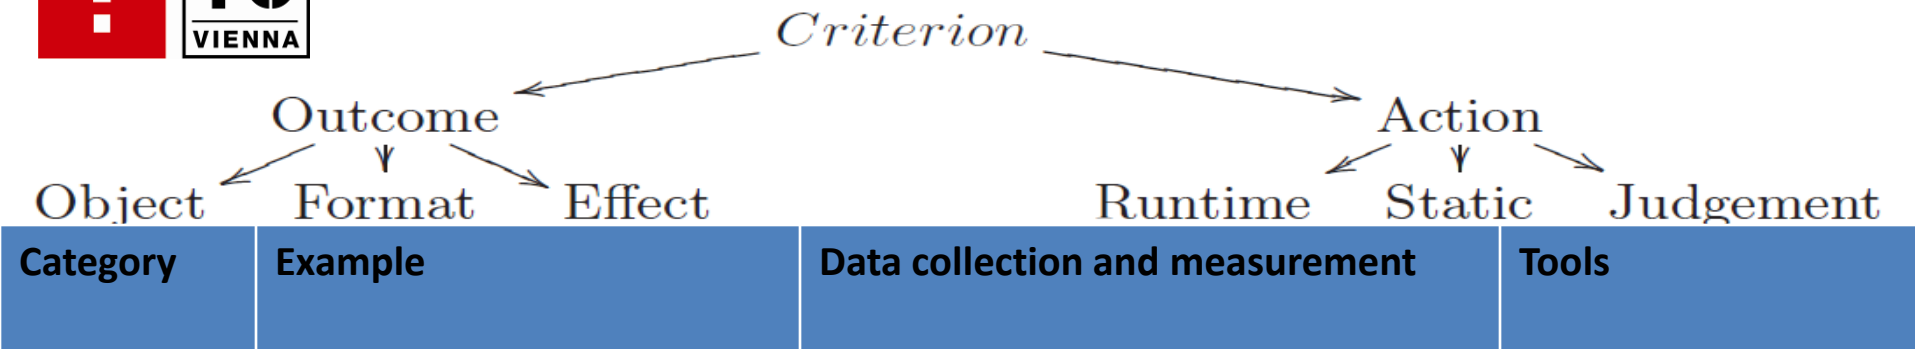 VIENNA
Criterion
Outcome Action
Object Format Effect Runtime Static Judgement
Category Example Data collection and measurement Tools